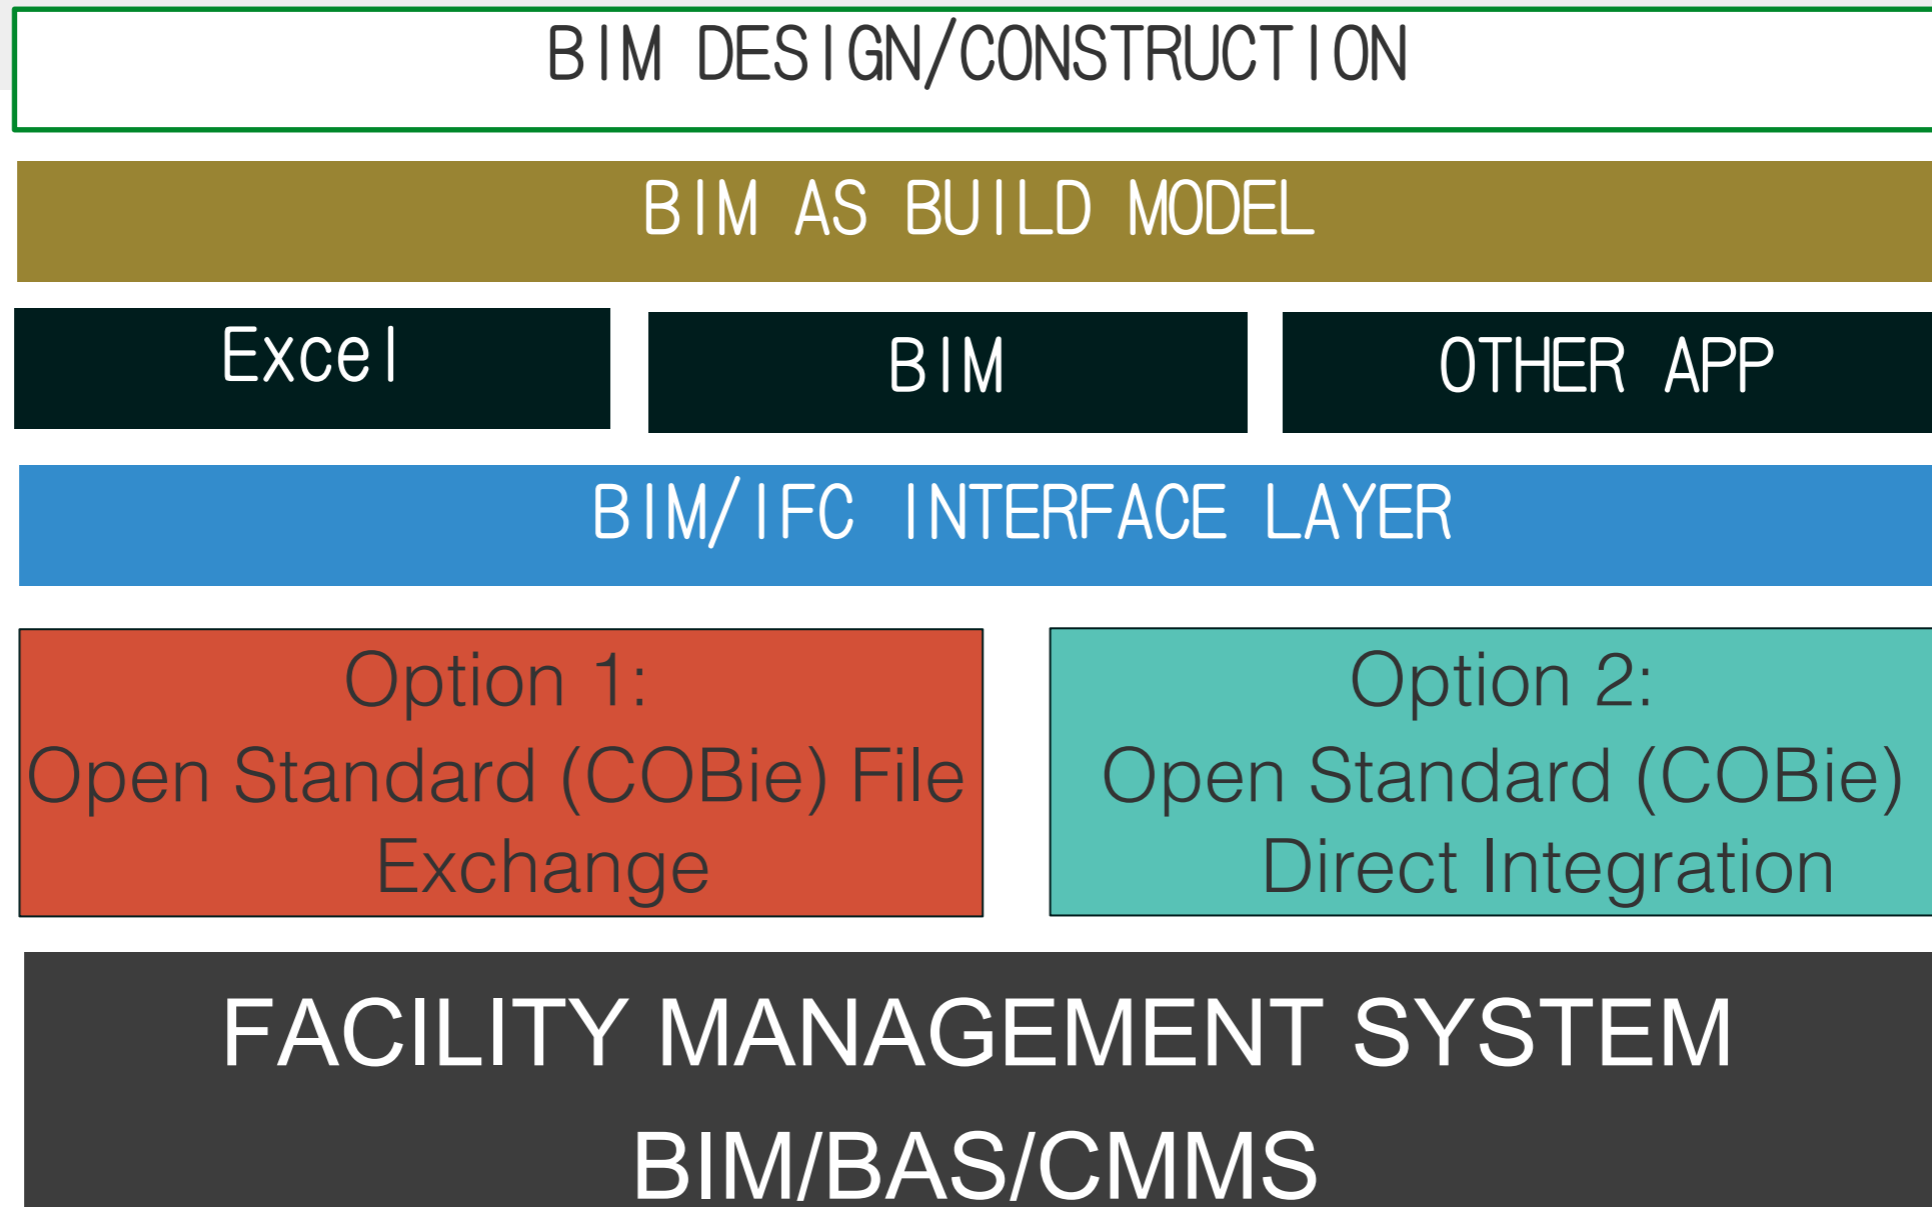 BIM DESIGN/CONSTRUCTION
BIM AS BUILD MODEL
Excel
BIM
OTHER APP
BIM/IFC INTERFACE LAYER
Option 1:
Open Standard (COBie) File
Exchange
Option 2:
Open Standard (COBie)
Direct Integration
FACILITY MANAGEMENT SYSTEM
BIM/BAS/CMMS